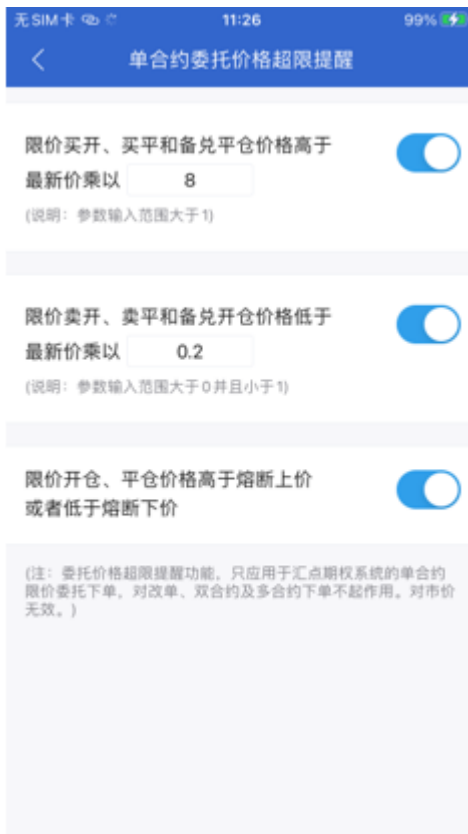 无SIM卡 11:26 99%
单合约委托价格超限提醒
限价买开、买平和备兑平仓价格高于
最新价乘以 8
(说明：参数输入范围大于1)
限价卖开、卖平和备兑开仓价格低于
最新价乘以 0.2
(说明：参数输入范围大于0并且小于1)
限价开仓、平仓价格高于熔断上价
或者低于熔断下价
(注：委托价格超限提醒功能，只应用于汇点期权系统的单合约
限价委托下单，对改单、双合约及多合约下单不起作用。对市价
无效。)